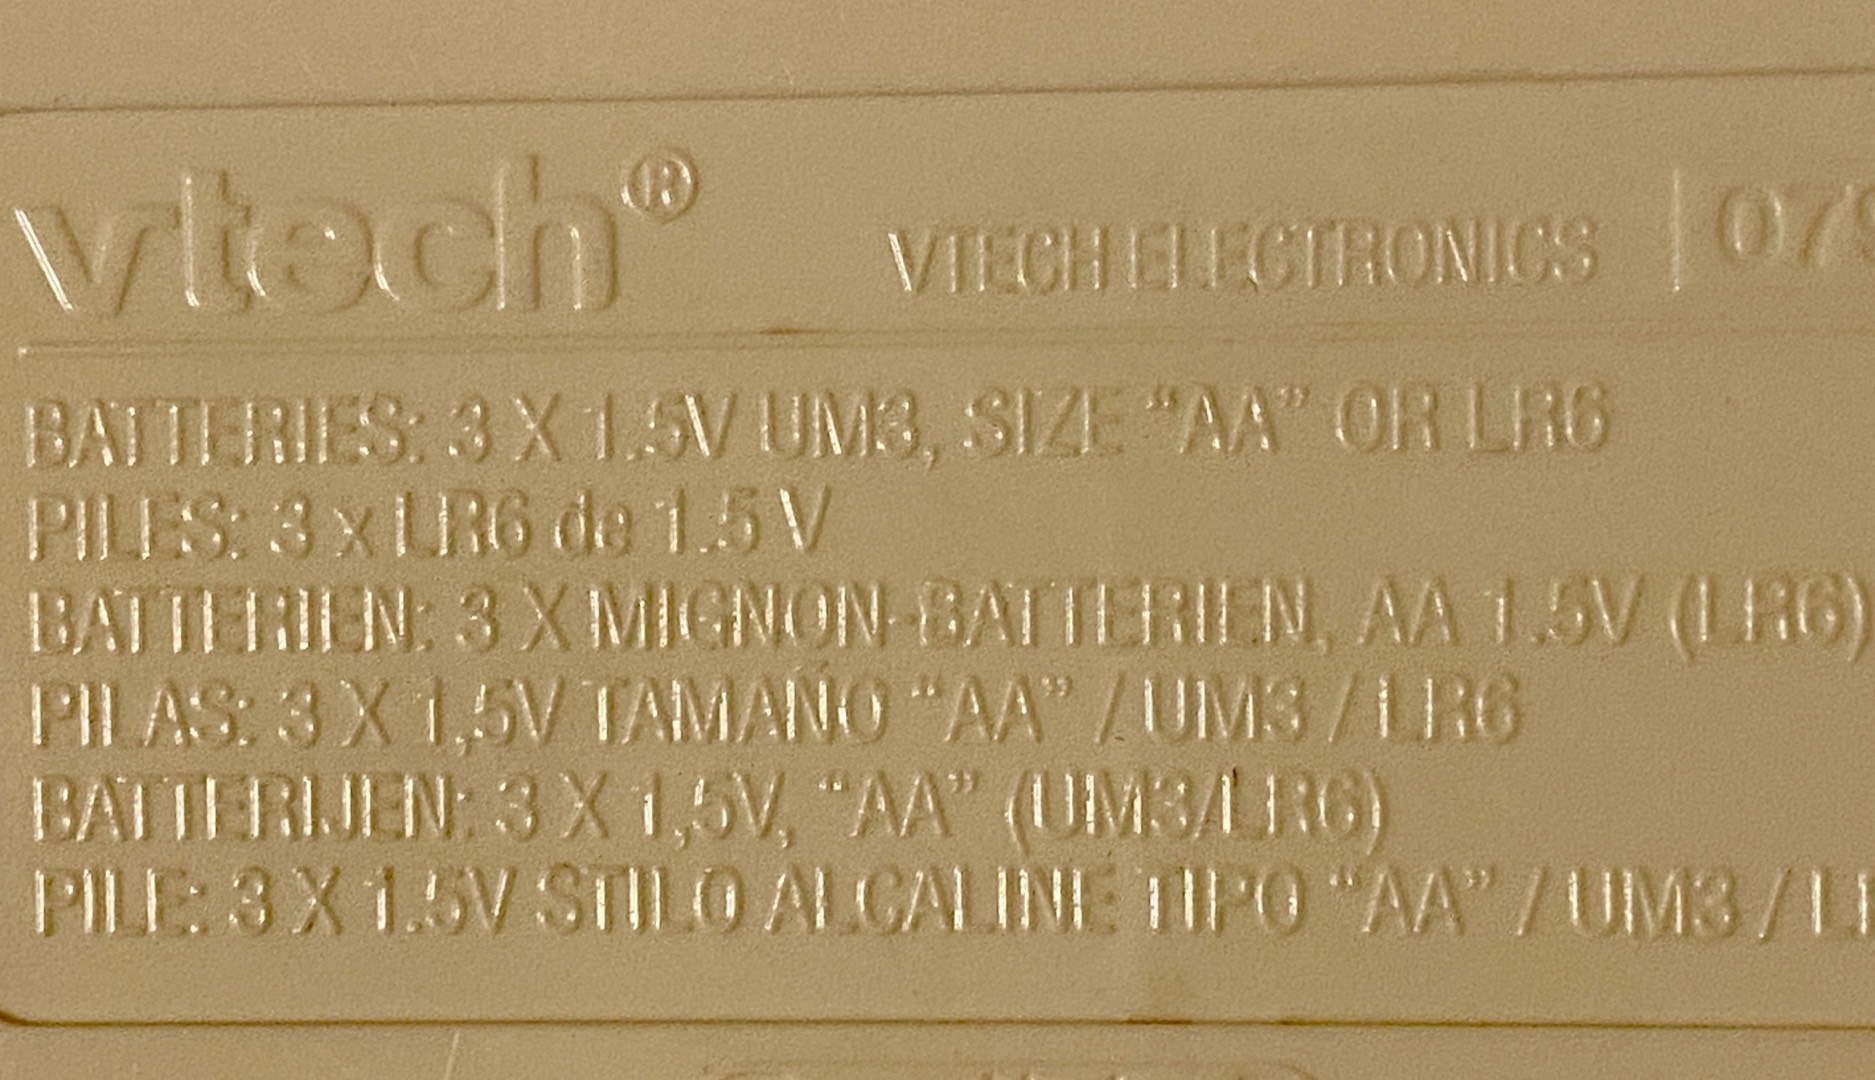 vtech®
VTECH ELECTRONICS 079
BATTERIES: 3 X 1.5V UM3, SIZE “AA” OR LR6
PILES: 3 x LR6 de 1.5 V
BATTERIEN: 3 X MIGNON-BATTERIEN, AA 1.5V (LR6)
PILAS: 3 X 1,5V TAMAÑO “AA” / UM3 / LR6
BATTERIJEN: 3 X 1,5V, “AA” (UM3/LR6)
PILE: 3 X 1.5V STILO ALCALINE TIPO “AA” / UM3 /